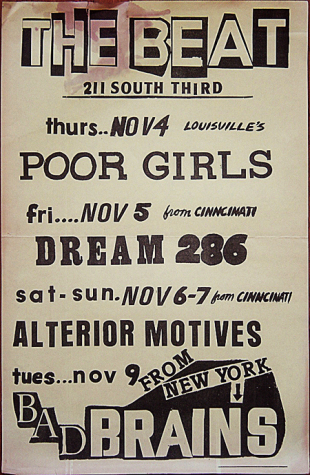 THE BEAT
211 SOUTH THIRD
thurs..NOV 4 LOUISVILLE'S
POOR GIRLS
fri....NOV 5 from CINNCINATI
DREAM 286
sat-sun.NOV 6-7 from CINNCINATI
ALTERIOR MOTIVES
tues...nov 9 FROM
NEW YORK
BAD BRAINS